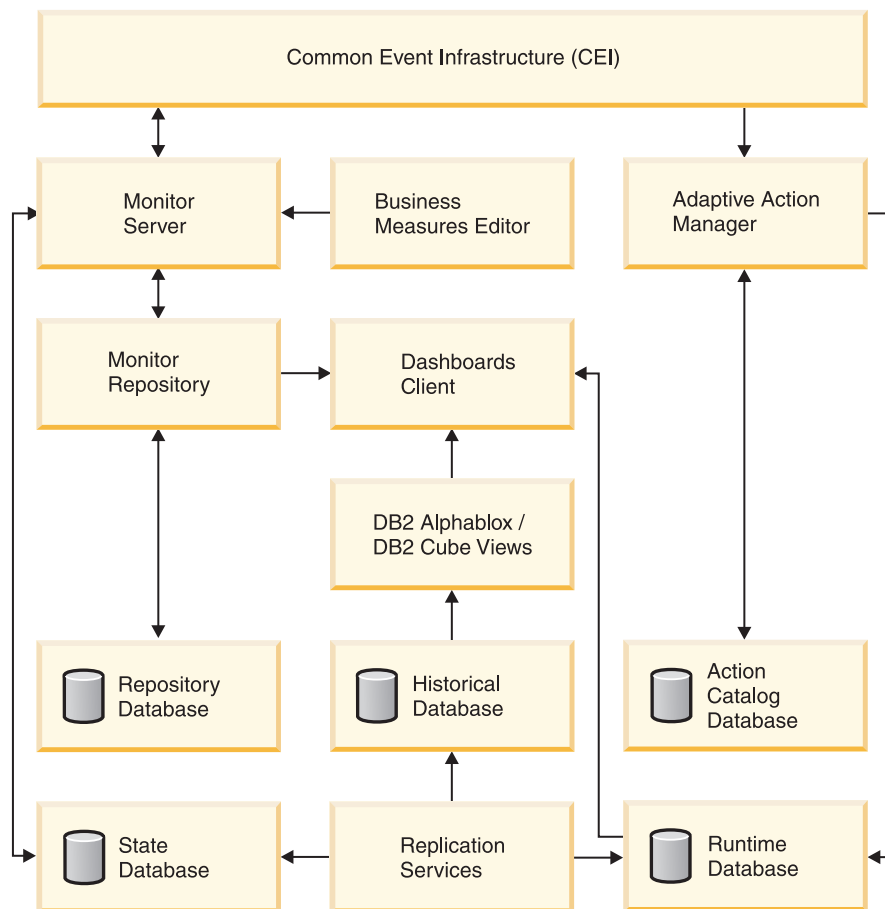 Common Event Infrastructure (CEI)
Monitor
Server
Business
Measures Editor
Adaptive Action
Manager
Monitor
Repository
Dashboards
Client
DB2 Alphablox /
DB2 Cube Views
Repository
Database
Historical
Database
Action
Catalog
Database
State
Database
Replication
Services
Runtime
Database